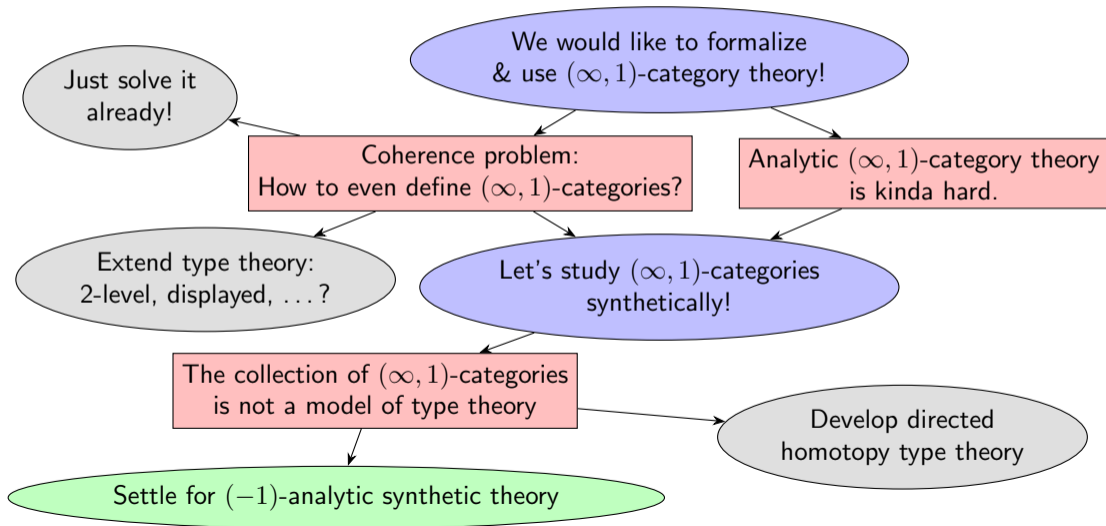 We would like to formalize
& use (∞, 1)-category theory!
Just solve it
already!
Coherence problem:
How to even define (∞, 1)-categories?
Analytic (∞, 1)-category theory
is kinda hard.
Extend type theory:
2-level, displayed, . . . ?
Let's study (∞, 1)-categories
synthetically!
The collection of (∞, 1)-categories
is not a model of type theory
Develop directed
homotopy type theory
Settle for (−1)-analytic synthetic theory